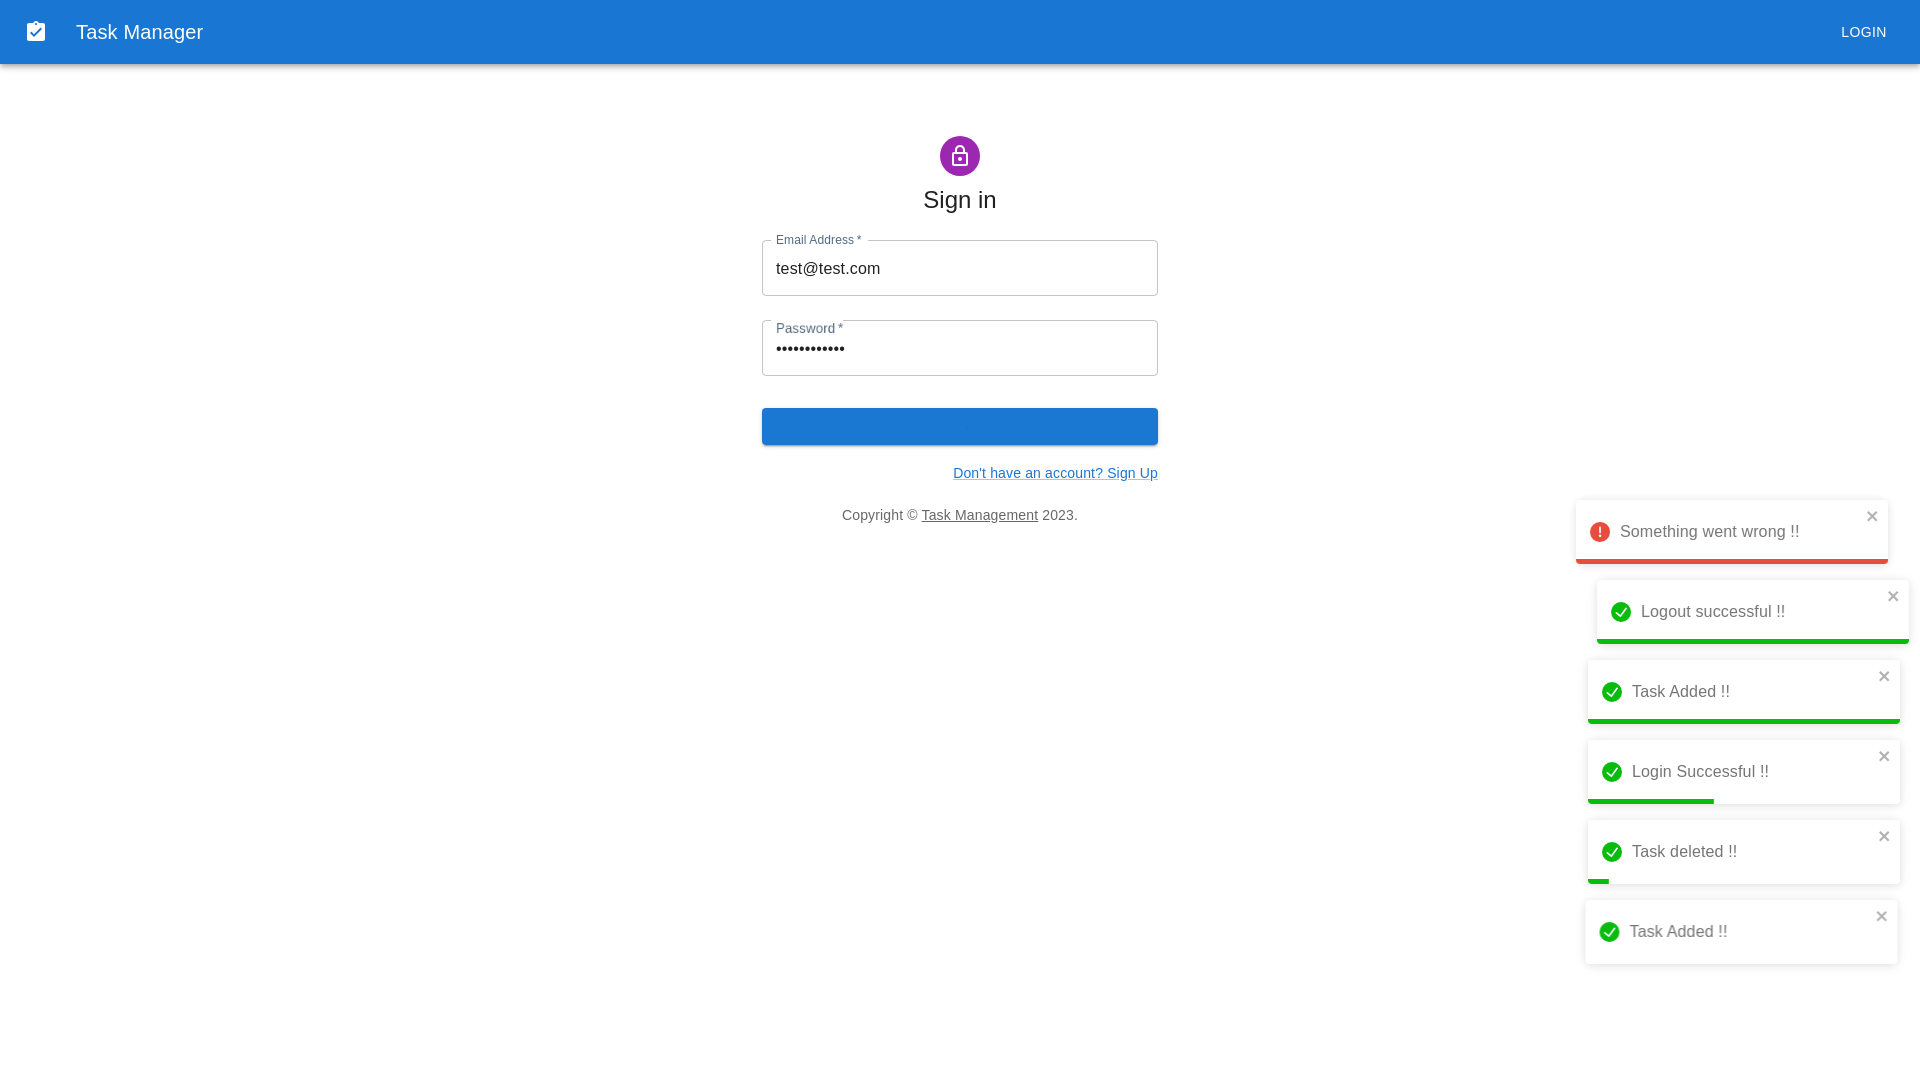 Task Manager
LOGIN
Sign in
Email Address *
test@test.com
Password *
••••••••••••
Don't have an account? Sign Up
Copyright © Task Management 2023.
Something went wrong !!
Logout successful !!
Task Added !!
Login Successful !!
Task deleted !!
Task Added !!